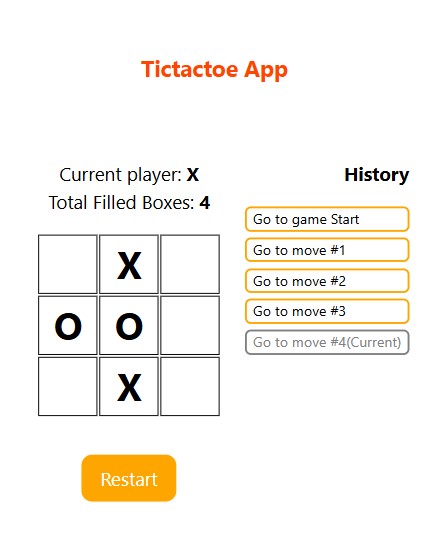 Tictactoe App
Current player: X
Total Filled Boxes: 4
X
O O
X
Restart
History
Go to game Start
Go to move #1
Go to move #2
Go to move #3
Go to move #4(Current)